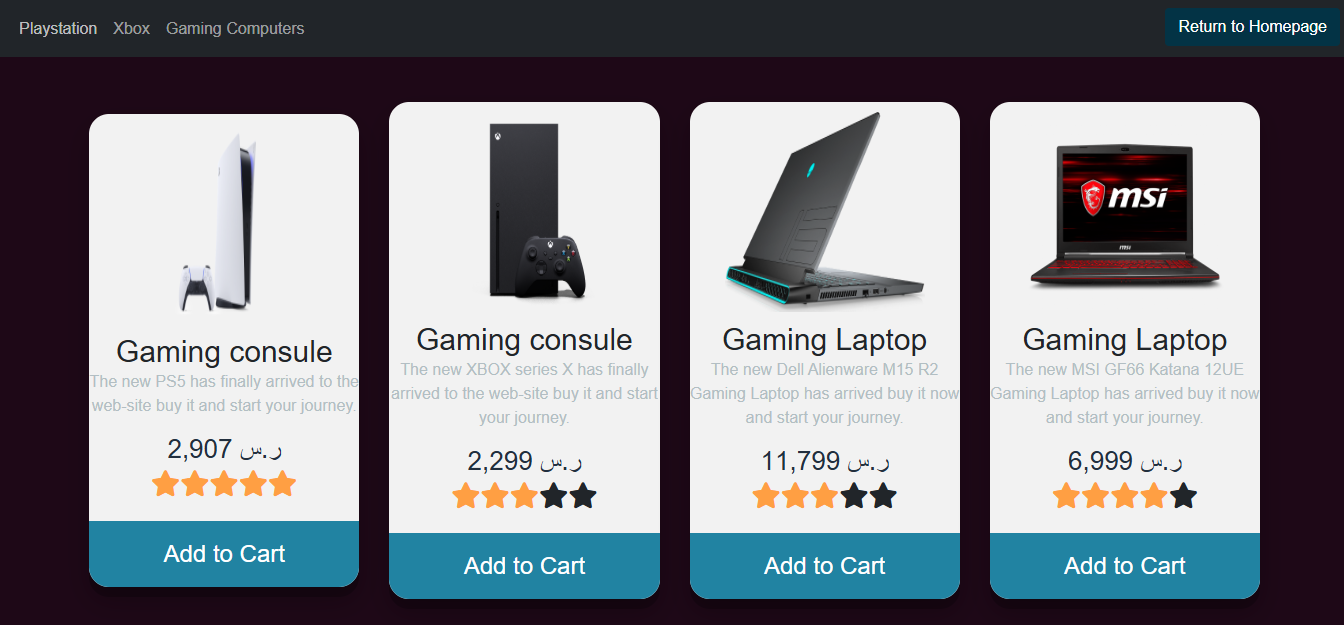 Playstation Xbox Gaming Computers Return to Homepage
Gaming consule
The new PS5 has finally arrived to the
web-site buy it and start your journey.
2,907 ر.س
Add to Cart
Gaming consule
The new XBOX series X has finally
arrived to the web-site buy it and start
your journey.
2,299 ر.س
Add to Cart
Gaming Laptop
The new Dell Alienware M15 R2
Gaming Laptop has arrived buy it now
and start your journey.
11,799 ر.س
Add to Cart
msi
msi
Gaming Laptop
The new MSI GF66 Katana 12UE
Gaming Laptop has arrived buy it now
and start your journey.
6,999 ر.س
Add to Cart